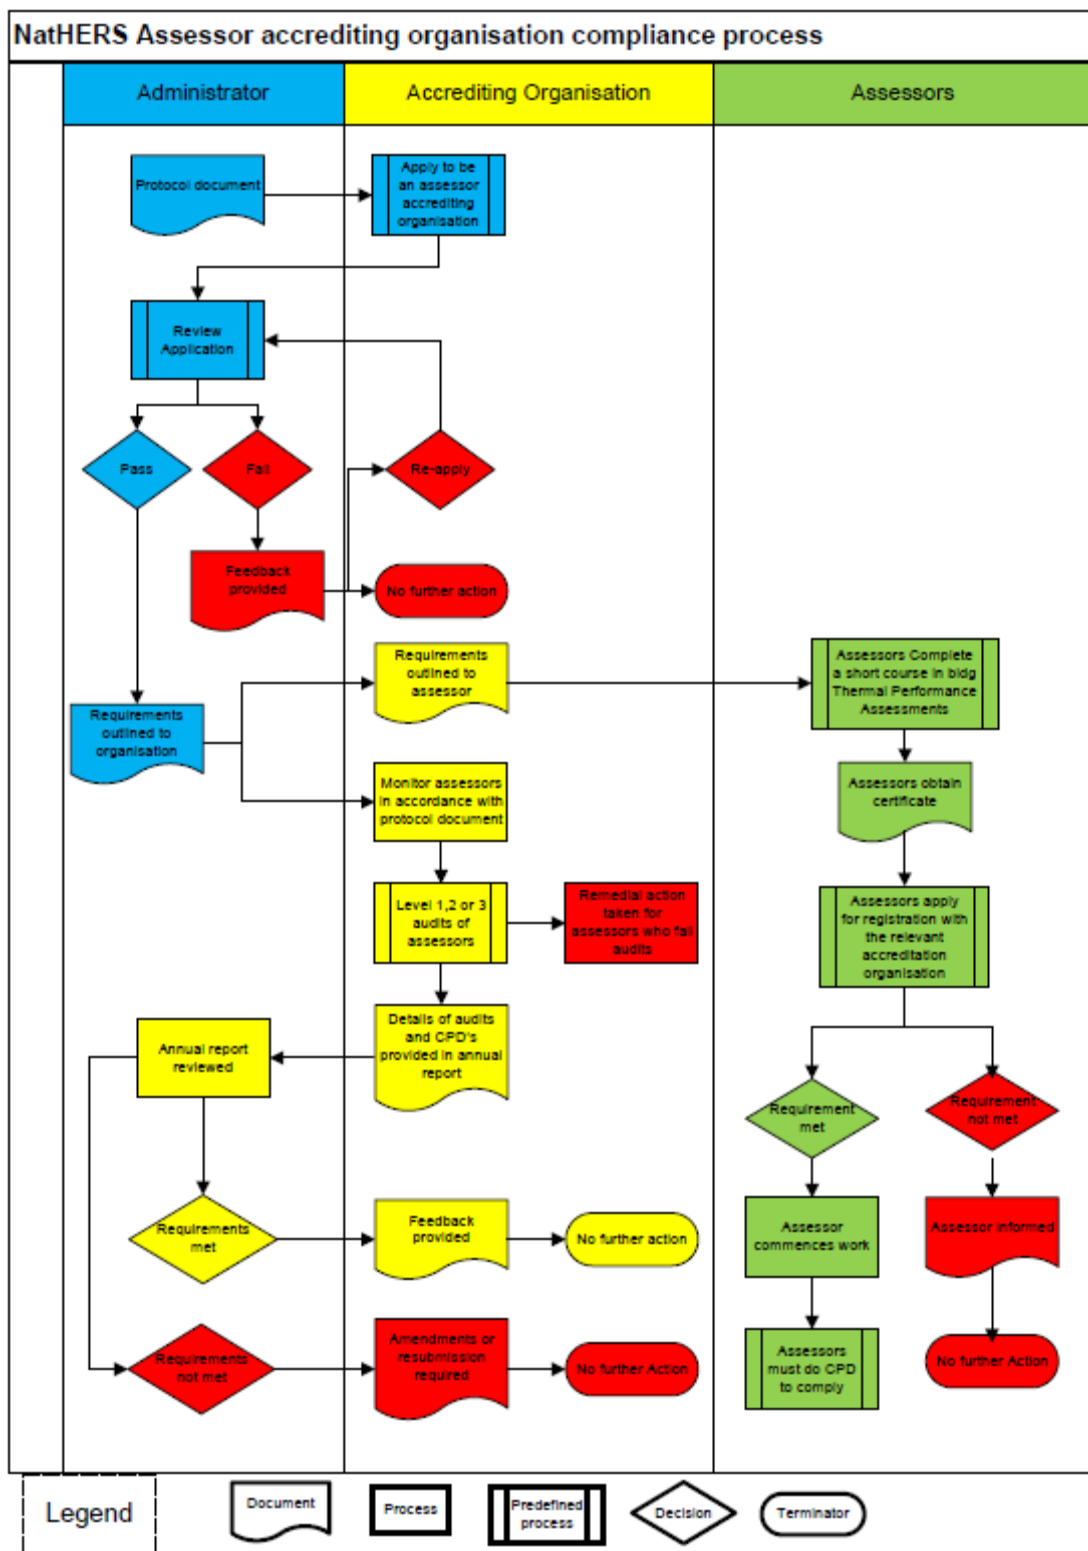 NatHERS Assessor accrediting organisation compliance process
Administrator
Accrediting Organisation
Assessors
Protocol document
Apply to be
an assessor
accrediting
organisation
Review
Application
Pass
Fail
Re-apply
Feedback
provided
No further action
Requirements
outlined to
assessor
Assessors Complete
a short course in bldg
Thermal Performance
Assessments
Requirements
outlined to
organisation
Monitor assessors
in accordance with
protocol document
Assessors obtain
certificate
Level 1,2 or 3
audits of
assessors
Remedial action
taken for
assessors who fail
audits
Assessors apply
for registration with
the relevant
accreditation
organisation
Annual report
reviewed
Details of audits
and CPD's
provided in annual
report
Requirement
met
Requirement
not met
Requirements
met
Feedback
provided
No further action
Assessor
commences work
Assessor informed
Requirements
not met
Amendments or
resubmission
required
No further Action
Assessors
must do CPD
to comply
No further Action
Legend
Document
Process
Predefined
process
Decision
Terminator